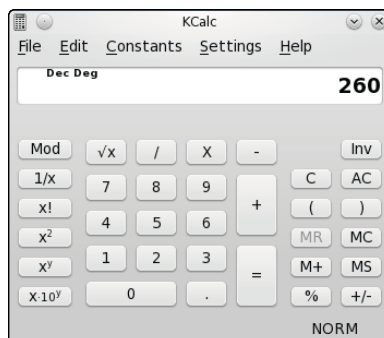 KCalc
File Edit Constants Settings Help
Dec Deg
260
Mod √x / X - Inv
1/x 7 8 9 + C AC
x! 4 5 6 ( )
x² MR MC
xʸ 1 2 3 = M+ MS
x·10ʸ 0 . % +/-
NORM